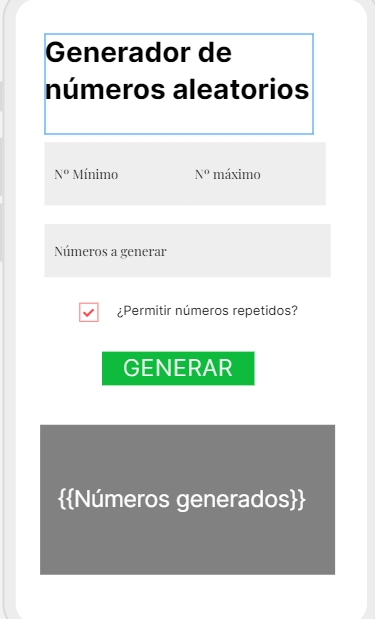 Generador de
números aleatorios
Nº Mínimo Nº máximo
Números a generar
¿Permitir números repetidos?
GENERAR
{{Números generados}}